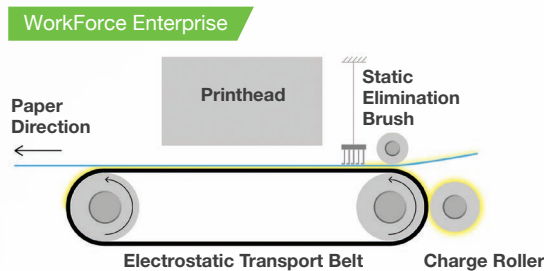 WorkForce Enterprise
Printhead
Static
Elimination
Brush
Paper
Direction
Electrostatic Transport Belt
Charge Roller